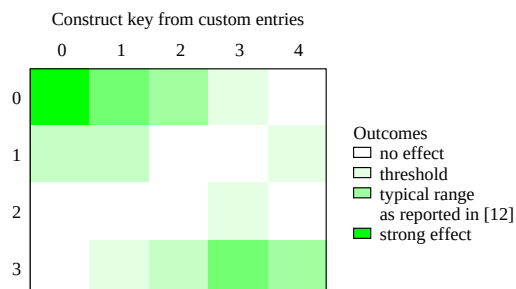 Construct key from custom entries
0 1 2 3 4
0
1
2
3
Outcomes
no effect
threshold
typical range
as reported in [12]
strong effect